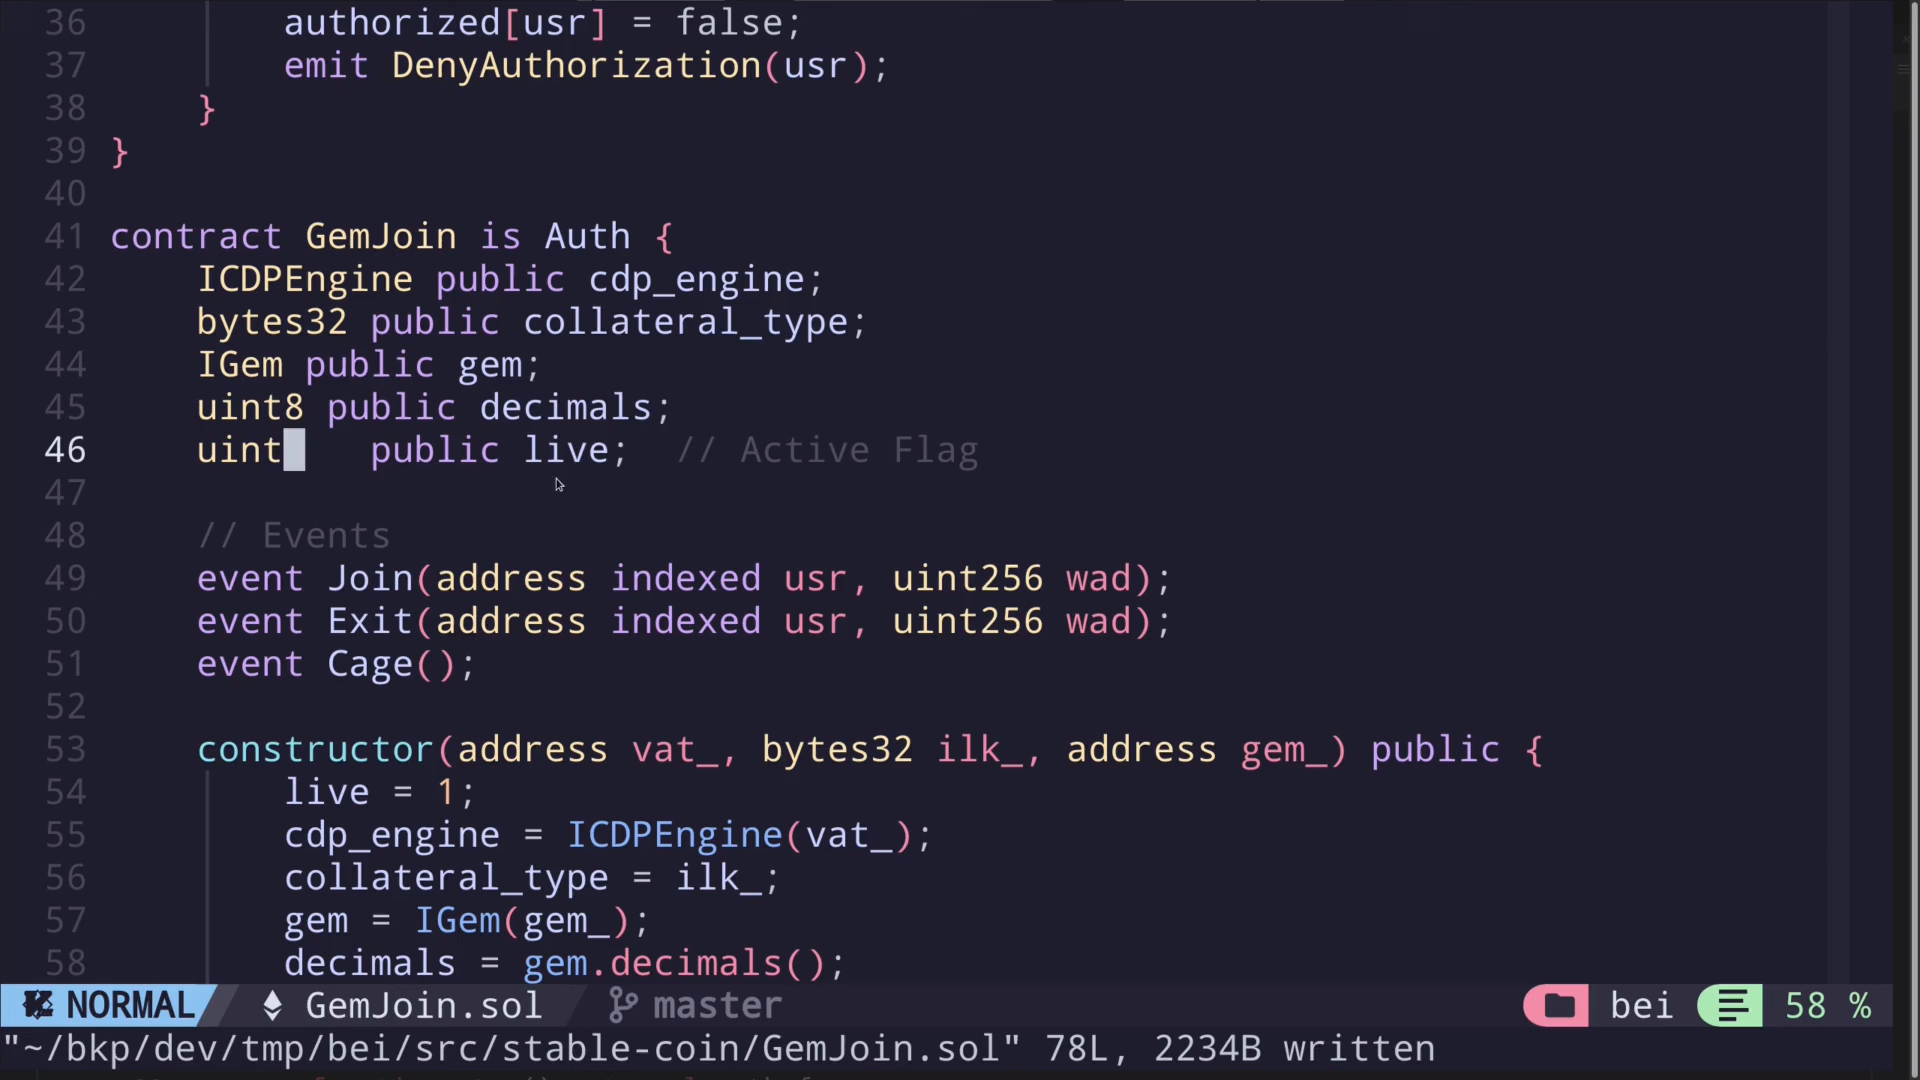 36 authorized[usr] = false;
37 emit DenyAuthorization(usr);
38 }
39 }
40
41 contract GemJoin is Auth {
42 ICDPEngine public cdp_engine;
43 bytes32 public collateral_type;
44 IGem public gem;
45 uint8 public decimals;
46 uint public live; // Active Flag
47
48 // Events
49 event Join(address indexed usr, uint256 wad);
50 event Exit(address indexed usr, uint256 wad);
51 event Cage();
52
53 constructor(address vat_, bytes32 ilk_, address gem_) public {
54 live = 1;
55 cdp_engine = ICDPEngine(vat_);
56 collateral_type = ilk_;
57 gem = IGem(gem_);
58 decimals = gem.decimals();
NORMAL GemJoin.sol master bei 58 %
"~/bkp/dev/tmp/bei/src/stable-coin/GemJoin.sol" 78L, 2234B written